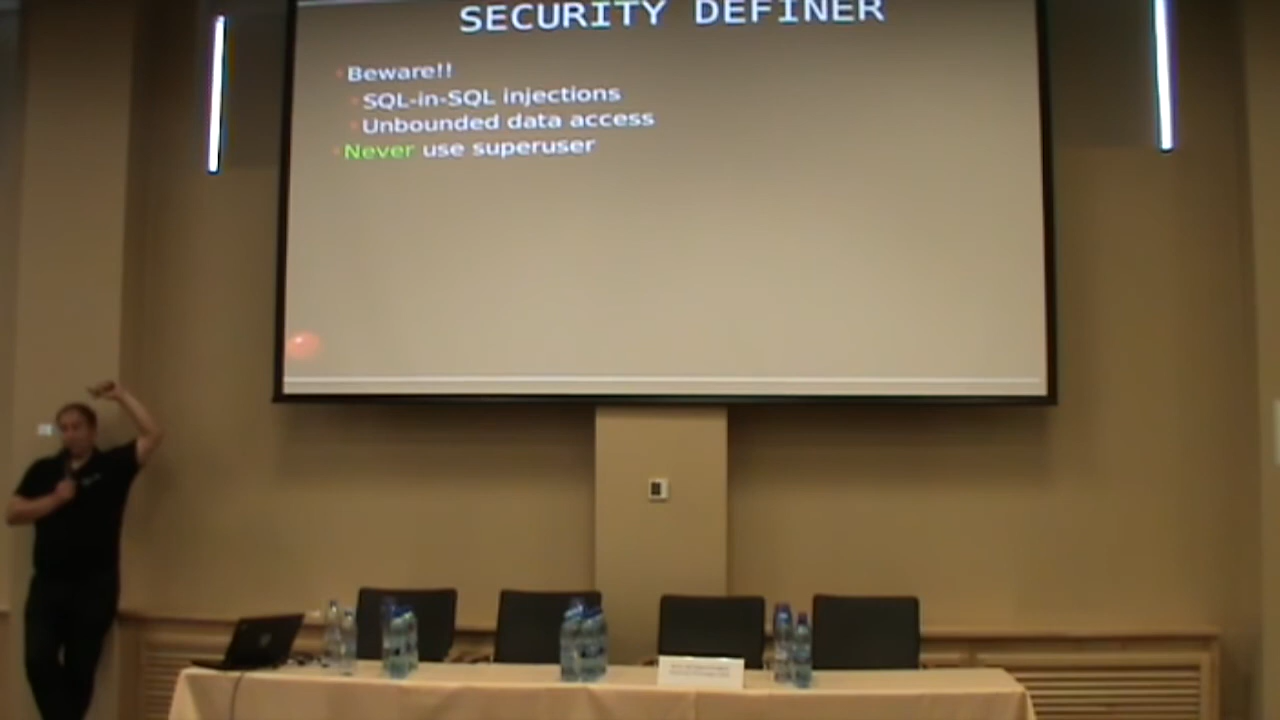 SECURITY DEFINER
Beware!!
SQL-in-SQL injections
Unbounded data access
Never use superuser